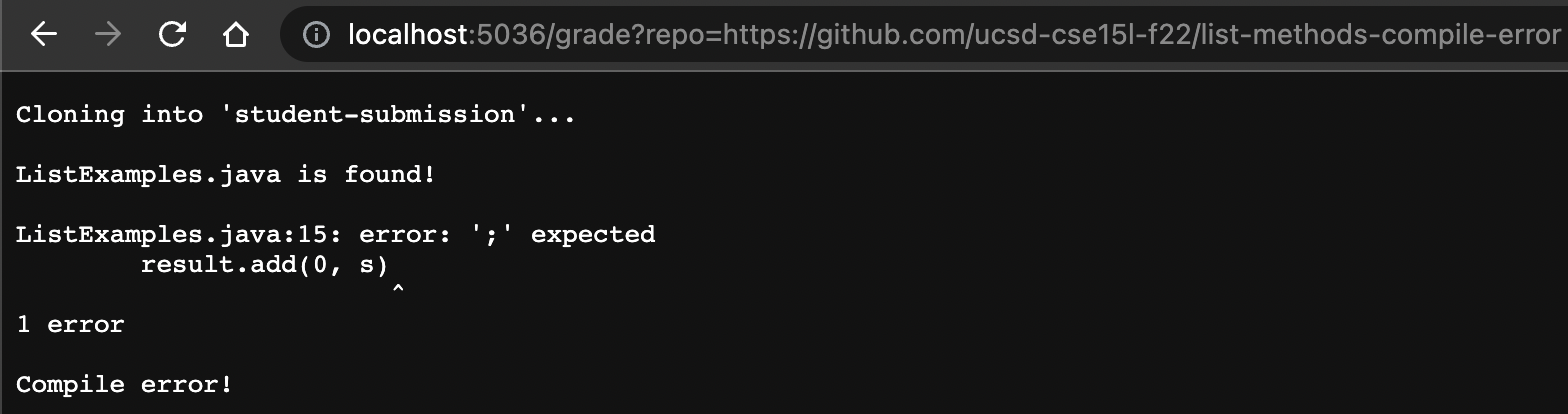 localhost:5036/grade?repo=https://github.com/ucsd-cse15l-f22/list-methods-compile-error
Cloning into 'student-submission'...
ListExamples.java is found!
ListExamples.java:15: error: ';' expected
        result.add(0, s)
                        ^
1 error
Compile error!